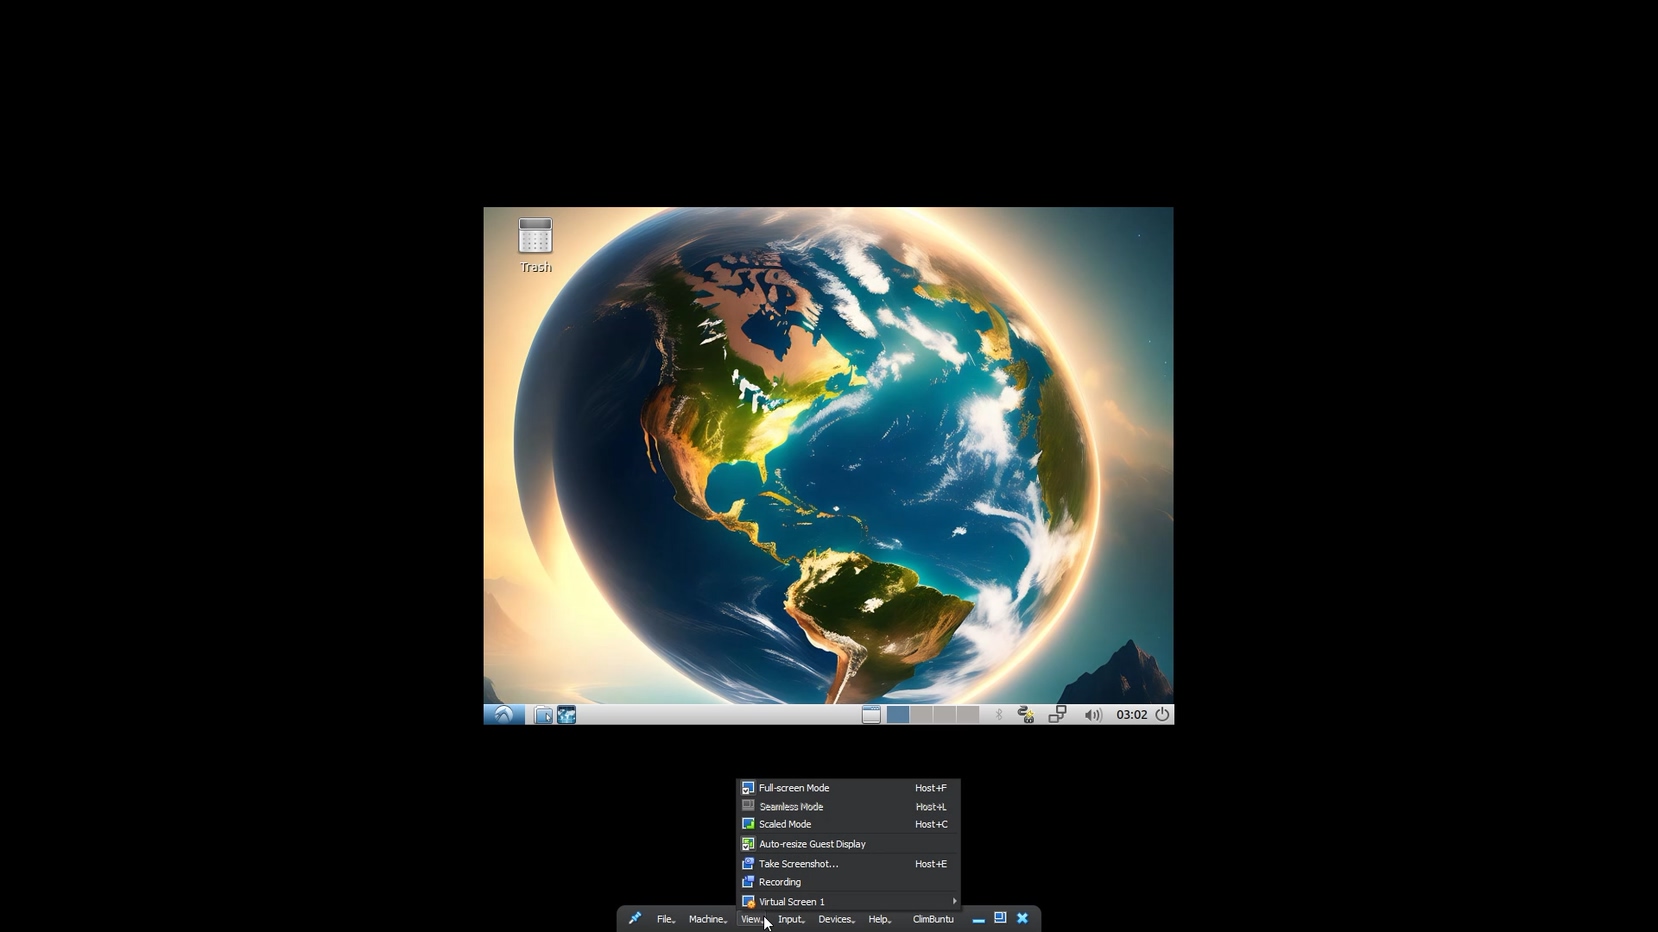 Trash
03:02
Full-screen Mode Host+F
Seamless Mode Host+L
Scaled Mode Host+C
Auto-resize Guest Display
Take Screenshot... Host+E
Recording
Virtual Screen 1
File Machine View Input Devices Help ClimBuntu